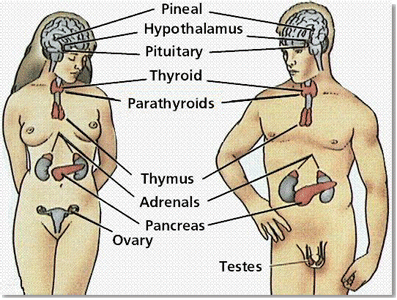 Pineal
Hypothalamus
Pituitary
Thyroid
Parathyroids
Thymus
Adrenals
Pancreas
Ovary
Testes